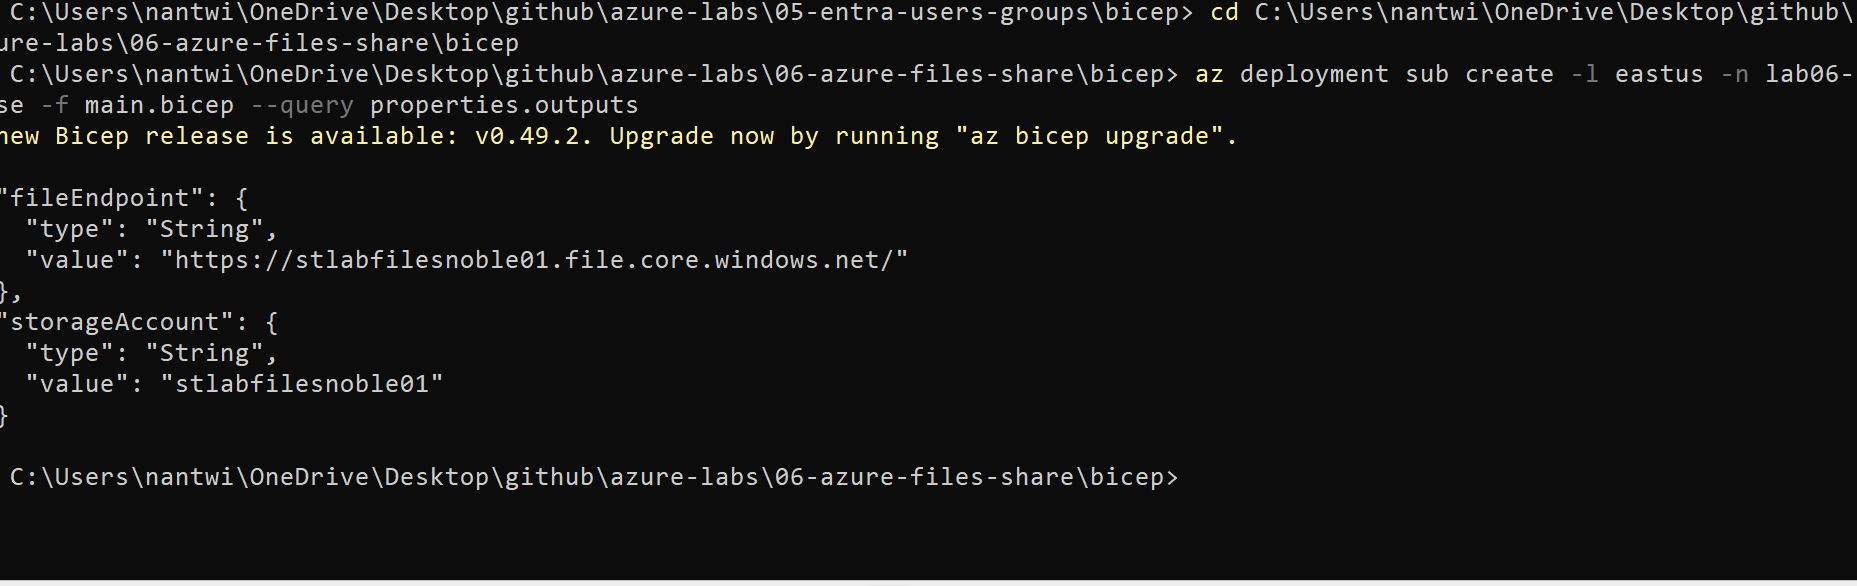 C:\Users\nantwi\OneDrive\Desktop\github\azure-labs\05-entra-users-groups\bicep> cd C:\Users\nantwi\OneDrive\Desktop\github\
ure-labs\06-azure-files-share\bicep
C:\Users\nantwi\OneDrive\Desktop\github\azure-labs\06-azure-files-share\bicep> az deployment sub create -l eastus -n lab06-
se -f main.bicep --query properties.outputs
new Bicep release is available: v0.49.2. Upgrade now by running "az bicep upgrade".
"fileEndpoint": {
"type": "String",
"value": "https://stlabfilesnoble01.file.core.windows.net/"
},
"storageAccount": {
"type": "String",
"value": "stlabfilesnoble01"
}
C:\Users\nantwi\OneDrive\Desktop\github\azure-labs\06-azure-files-share\bicep>